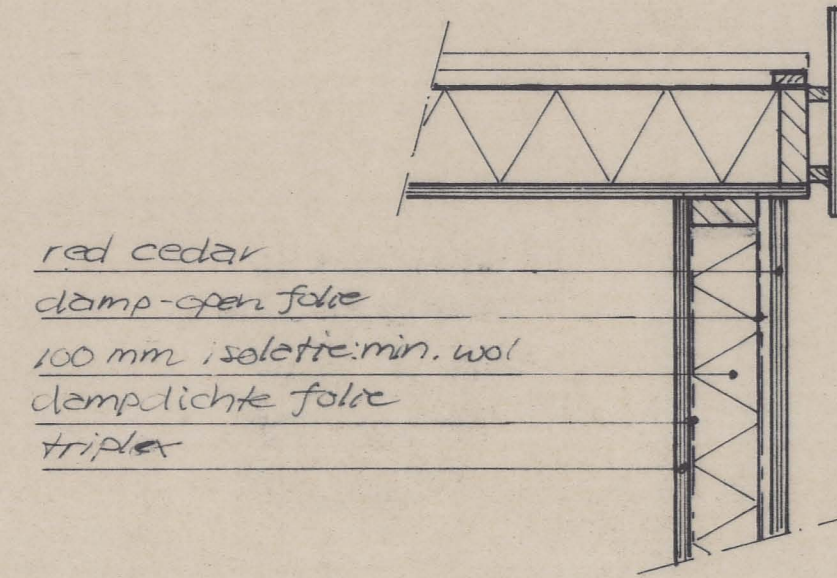 red cedar
damp-open folie
100 mm isolatie: min. wol
dampdichte folie
triplex